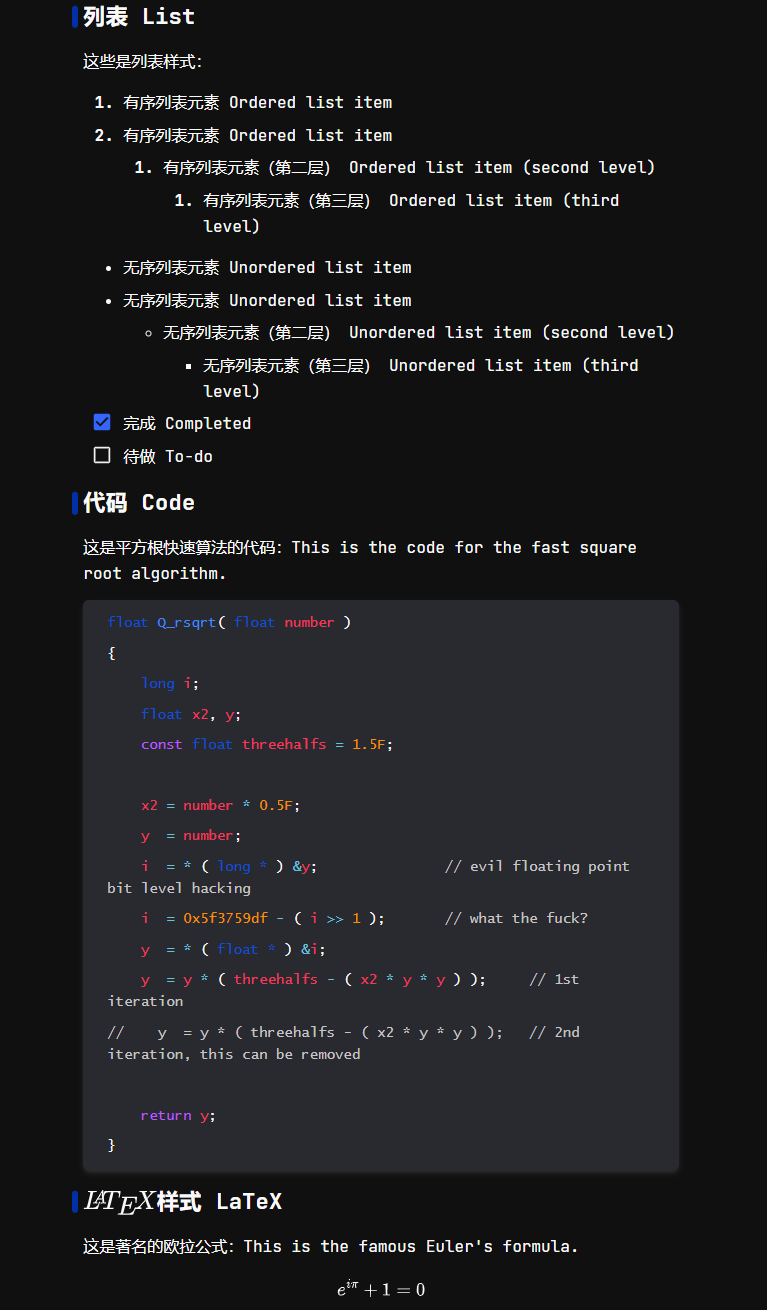 列表 List
这些是列表样式：
1. 有序列表元素 Ordered list item
2. 有序列表元素 Ordered list item
1. 有序列表元素（第二层） Ordered list item (second level)
1. 有序列表元素（第三层） Ordered list item (third
level)
• 无序列表元素 Unordered list item
• 无序列表元素 Unordered list item
◦ 无序列表元素（第二层） Unordered list item (second level)
▪ 无序列表元素（第三层） Unordered list item (third
level)
完成 Completed
待做 To-do
代码 Code
这是平方根快速算法的代码：This is the code for the fast square
root algorithm.
float Q_rsqrt( float number )
{
    long i;
    float x2, y;
    const float threehalfs = 1.5F;
    x2 = number * 0.5F;
    y  = number;
    i  = * ( long * ) &y;               // evil floating point
bit level hacking
    i  = 0x5f3759df - ( i >> 1 );       // what the fuck?
    y  = * ( float * ) &i;
    y  = y * ( threehalfs - ( x2 * y * y ) );     // 1st
iteration
//    y  = y * ( threehalfs - ( x2 * y * y ) );   // 2nd
iteration, this can be removed
    return y;
}
LATEX样式 LaTeX
这是著名的欧拉公式：This is the famous Euler's formula.
e^{iπ} + 1 = 0